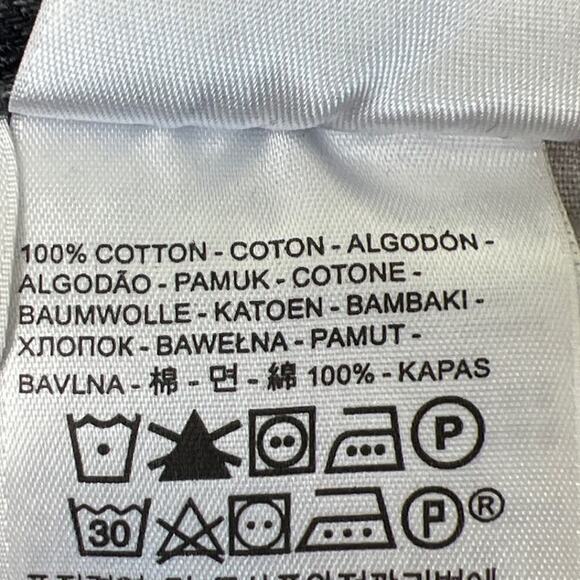 100% COTTON - COTON - ALGODÓN -
ALGODÃO - PAMUK - COTONE -
BAUMWOLLE - KATOEN - BAMBAKI -
ХЛОПОК - BAWEŁNA - PAMUT -
BAVLNA - 棉 - 면 - 綿 100% - KAPAS
P
30 P ®